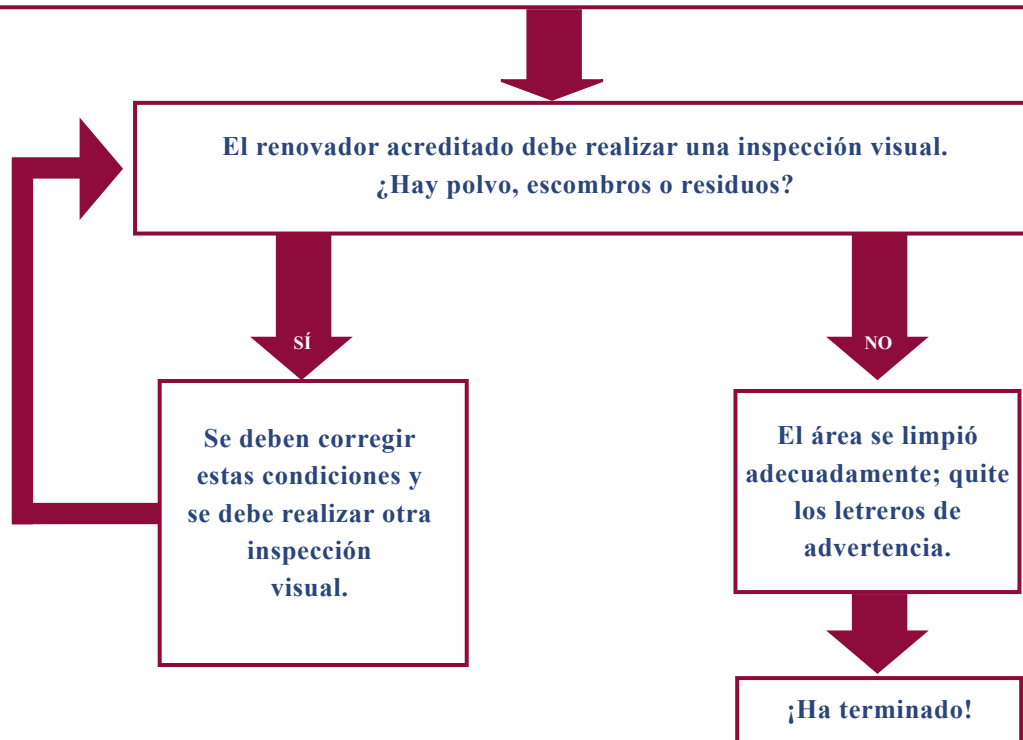 El renovador acreditado debe realizar una inspección visual.
¿Hay polvo, escombros o residuos?
SÍ
NO
Se deben corregir
estas condiciones y
se debe realizar otra
inspección
visual.
El área se limpió
adecuadamente; quite
los letreros de
advertencia.
¡Ha terminado!